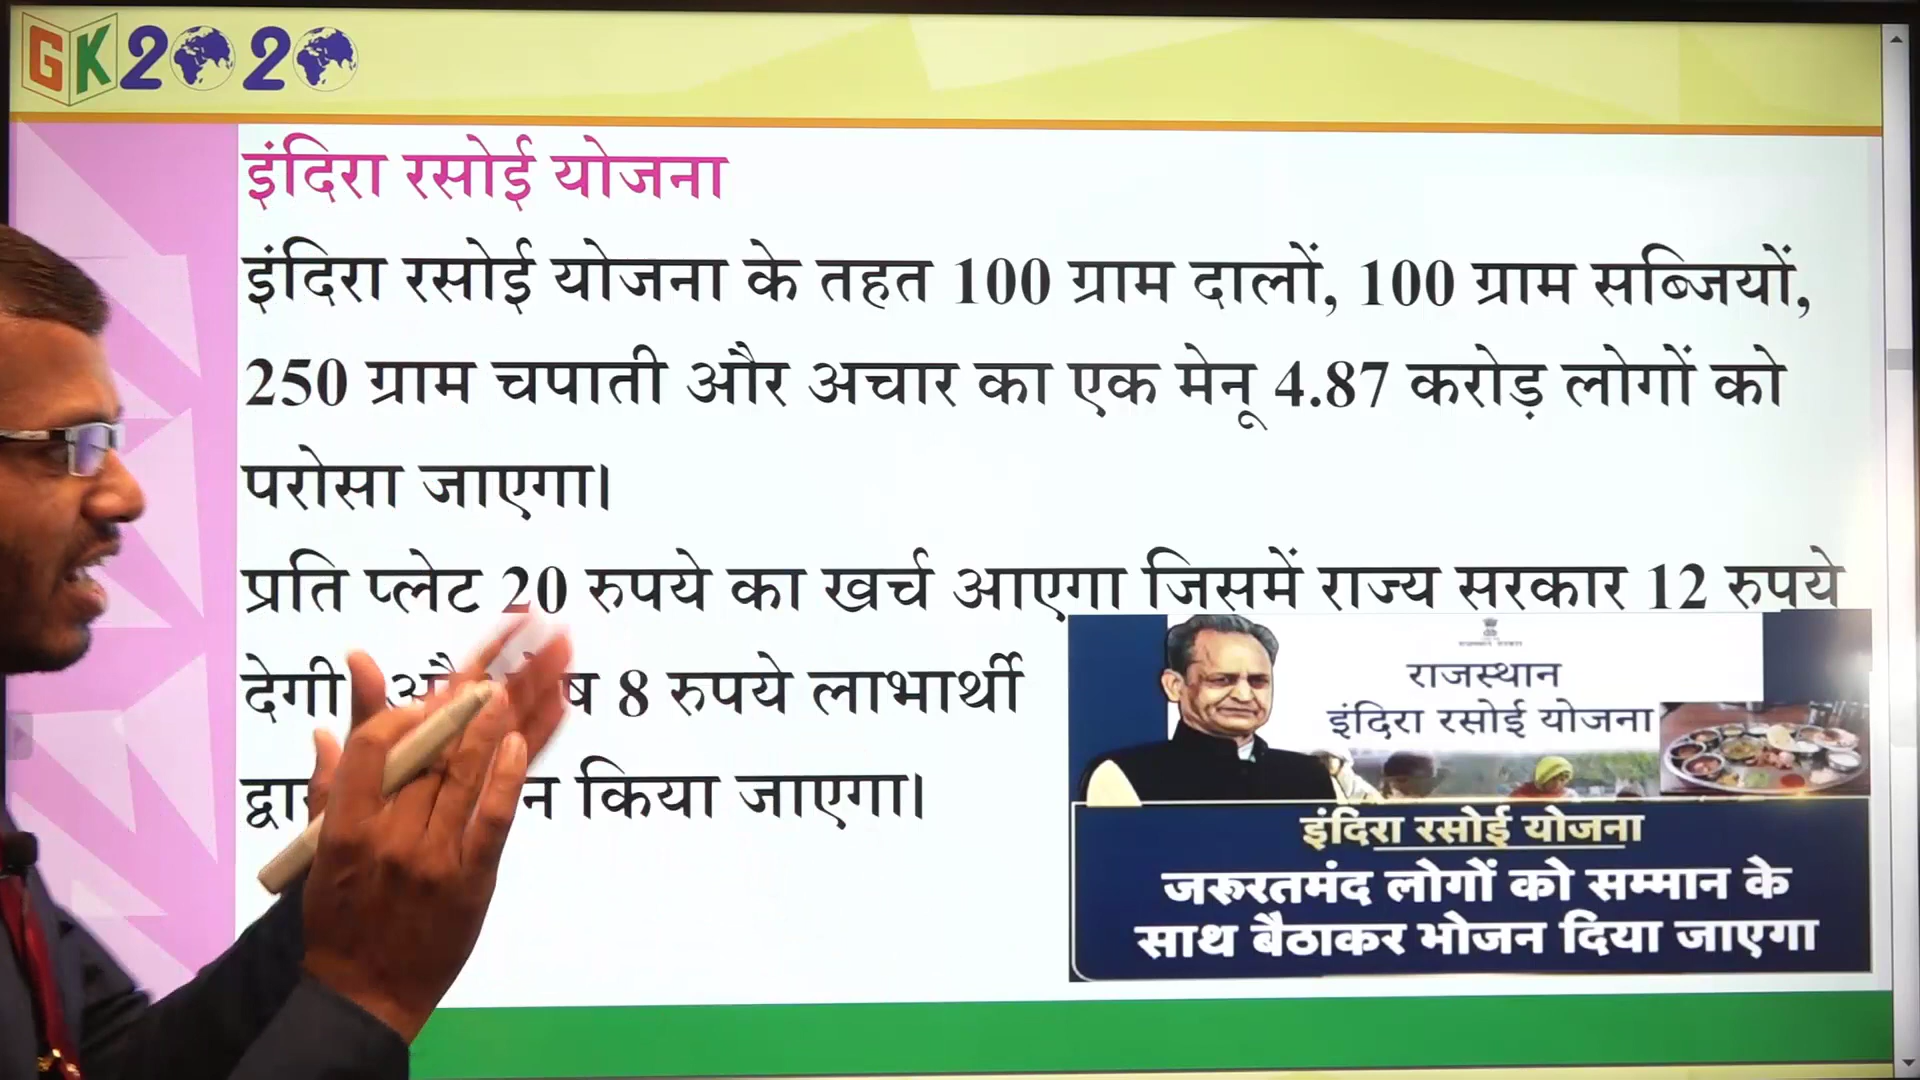 GK2020
इंदिरा रसोई योजना
इंदिरा रसोई योजना के तहत 100 ग्राम दालों, 100 ग्राम सब्जियों,
250 ग्राम चपाती और अचार का एक मेनू 4.87 करोड़ लोगों को
परोसा जाएगा।
प्रति प्लेट 20 रुपये का खर्च आएगा जिसमें राज्य सरकार 12 रुपये
देगी 8 रुपये लाभार्थी
किया जाएगा।
राजस्थान
इंदिरा रसोई योजना
इंदिरा रसोई योजना
जरूरतमंद लोगों को सम्मान के
साथ बैठाकर भोजन दिया जाएगा